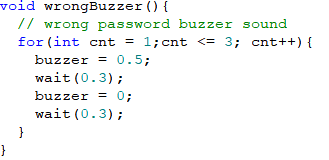 void wrongBuzzer(){
  // wrong password buzzer sound
  for(int cnt = 1;cnt <= 3; cnt++){
    buzzer = 0.5;
    wait(0.3);
    buzzer = 0;
    wait(0.3);
  }
}